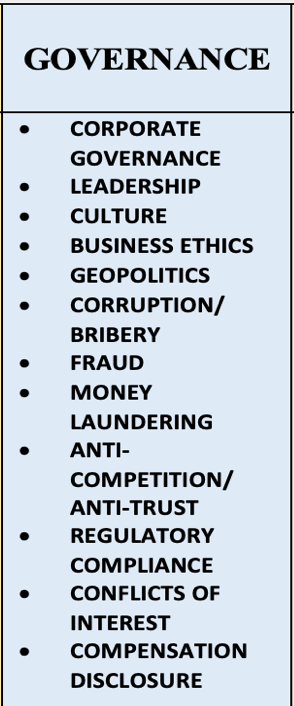 GOVERNANCE
• CORPORATE
GOVERNANCE
• LEADERSHIP
• CULTURE
• BUSINESS ETHICS
• GEOPOLITICS
• CORRUPTION/
BRIBERY
• FRAUD
• MONEY
LAUNDERING
• ANTI-
COMPETITION/
ANTI-TRUST
• REGULATORY
COMPLIANCE
• CONFLICTS OF
INTEREST
• COMPENSATION
DISCLOSURE